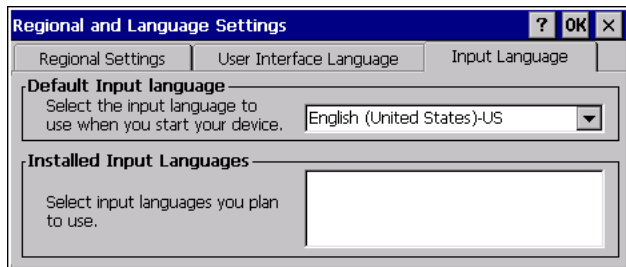 Regional and Language Settings ? OK ×
Regional Settings User Interface Language Input Language
Default Input language
Select the input language to
use when you start your device.
English (United States)-US
Installed Input Languages
Select input languages you plan
to use.